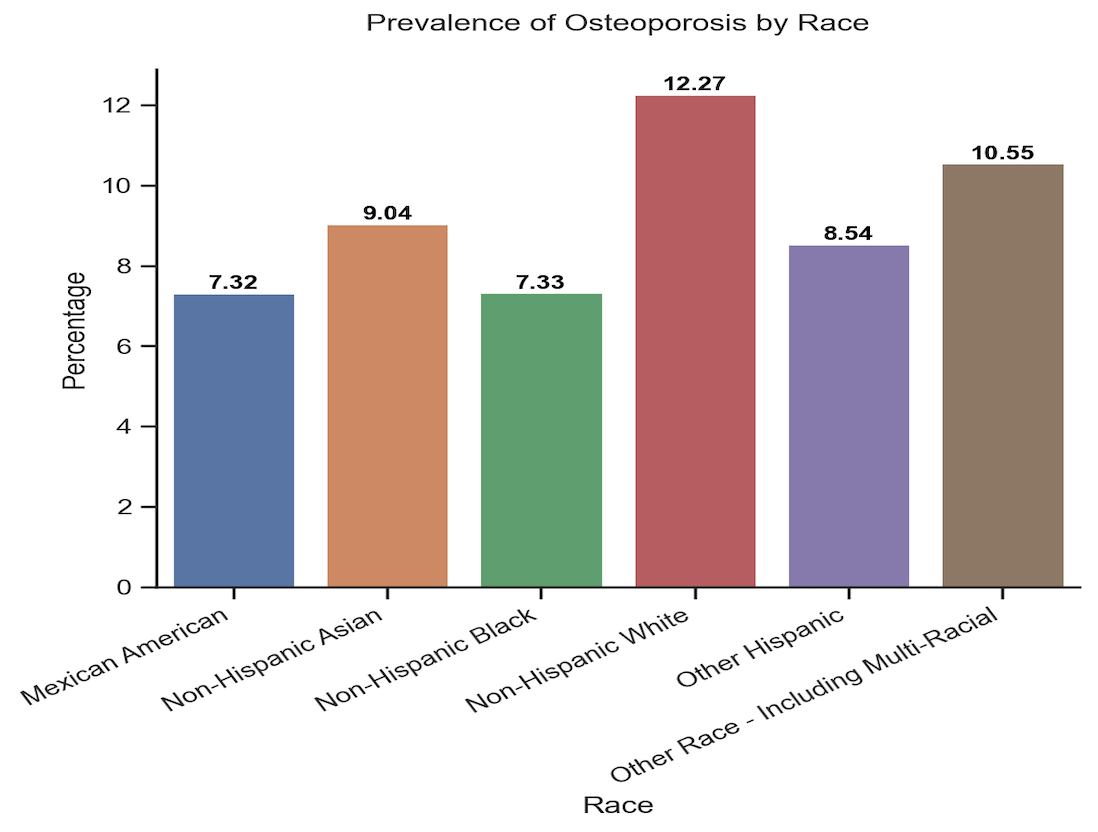 Prevalence of Osteoporosis by Race
Percentage
12
10
8
6
4
2
0
7.32
9.04
7.33
12.27
8.54
10.55
Mexican American
Non-Hispanic Asian
Non-Hispanic Black
Non-Hispanic White
Other Hispanic
Other Race - Including Multi-Racial
Race